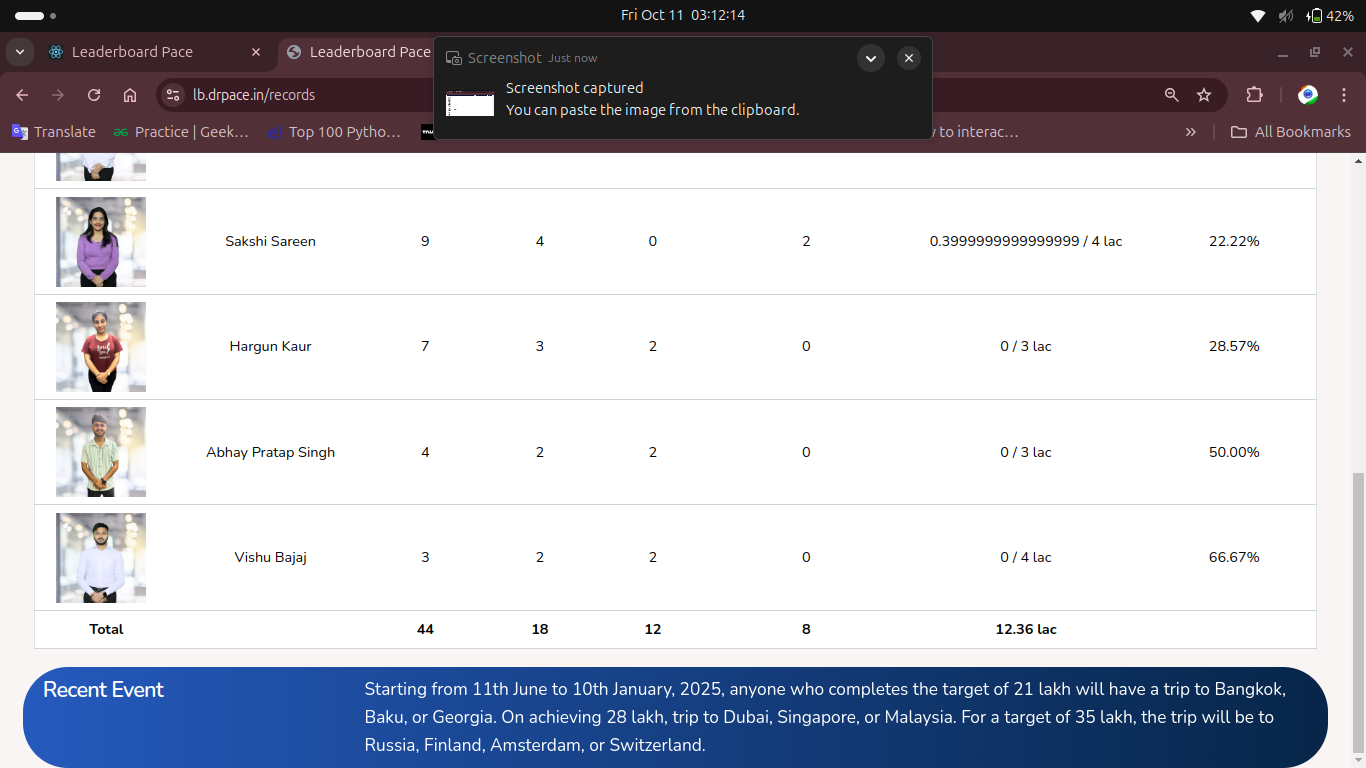 Fri Oct 11 03:12:14
42%
Leaderboard Pace
Leaderboard Pace
Screenshot Just now
Screenshot captured
You can paste the image from the clipboard.
lb.drpace.in/records
Translate
Practice | Geek…
Top 100 Pytho…
to interac…
All Bookmarks
Sakshi Sareen 9 4 0 2 0.3999999999999999 / 4 lac 22.22%
Hargun Kaur 7 3 2 0 0 / 3 lac 28.57%
Abhay Pratap Singh 4 2 2 0 0 / 3 lac 50.00%
Vishu Bajaj 3 2 2 0 0 / 4 lac 66.67%
Total 44 18 12 8 12.36 lac
Recent Event
Starting from 11th June to 10th January, 2025, anyone who completes the target of 21 lakh will have a trip to Bangkok,
Baku, or Georgia. On achieving 28 lakh, trip to Dubai, Singapore, or Malaysia. For a target of 35 lakh, the trip will be to
Russia, Finland, Amsterdam, or Switzerland.